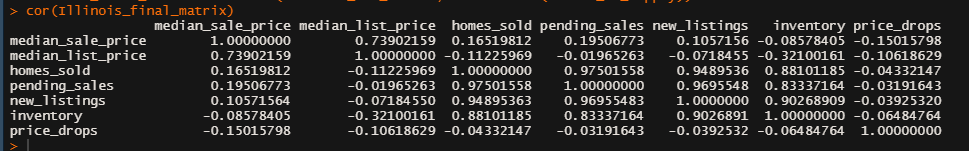 > cor(Illinois_final_matrix)
median_sale_price median_list_price homes_sold pending_sales new_listings inventory price_drops
median_sale_price 1.00000000 0.73902159 0.16519812 0.19506773 0.1057156 -0.08578405 -0.15015798
median_list_price 0.73902159 1.00000000 -0.11225969 -0.01965263 -0.0718455 -0.32100161 -0.10618629
homes_sold 0.16519812 -0.11225969 1.00000000 0.97501558 0.9489536 0.88101185 -0.04332147
pending_sales 0.19506773 -0.01965263 0.97501558 1.00000000 0.9695548 0.83337164 -0.03191643
new_listings 0.10571564 -0.07184550 0.94895363 0.96955483 1.0000000 0.90268909 -0.03925320
inventory -0.08578405 -0.32100161 0.88101185 0.83337164 0.9026891 1.00000000 -0.06484764
price_drops -0.15015798 -0.10618629 -0.04332147 -0.03191643 -0.0392532 -0.06484764 1.00000000
>